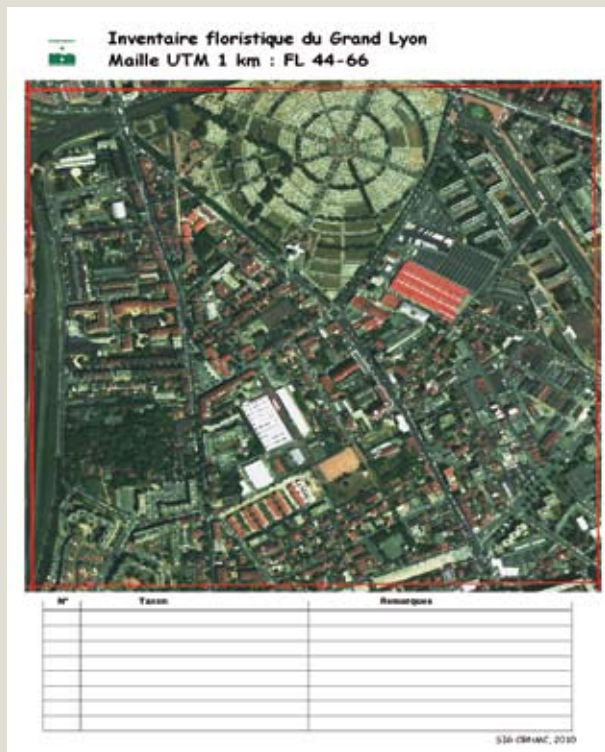 Inventaire floristique du Grand Lyon
Maille UTM 1 km : FL 44-66
N° Taxon Remarques
SIG CBNMC, 2010